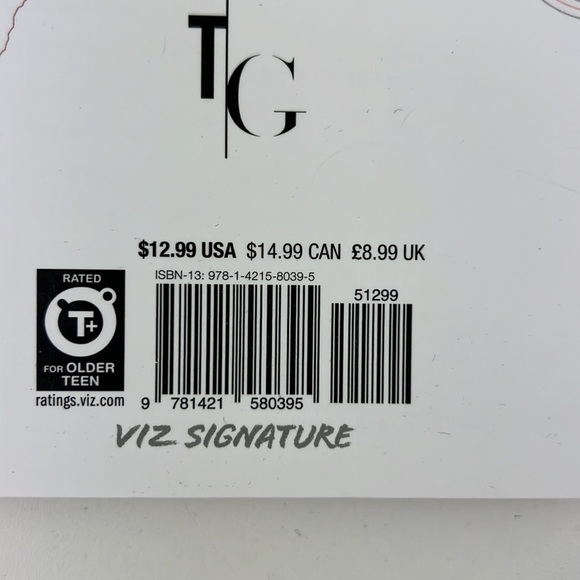 TG
$12.99 USA $14.99 CAN £8.99 UK
ISBN-13: 978-1-4215-8039-5
51299
RATED
T+
FOR OLDER
TEEN
ratings.viz.com
9 781421 580395
VIZ SIGNATURE